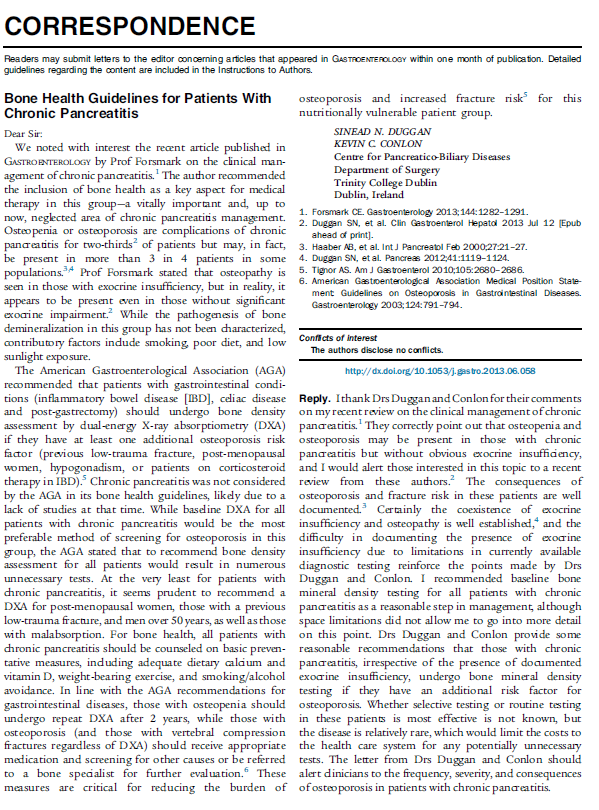 CORRESPONDENCE
Readers may submit letters to the editor concerning articles that appeared in GASTROENTEROLOGY within one month of publication. Detailed
guidelines regarding the content are included in the Instructions to Authors.
Bone Health Guidelines for Patients With
Chronic Pancreatitis
Dear Sir:
We noted with interest the recent article published in
GASTROENTEROLOGY by Prof Forsmark on the clinical man-
agement of chronic pancreatitis.1 The author recommended
the inclusion of bone health as a key aspect for medical
therapy in this group—a vitally important and, up to
now, neglected area of chronic pancreatitis management.
Osteopenia or osteoporosis are complications of chronic
pancreatitis for two-thirds2 of patients but may, in fact,
be present in more than 3 in 4 patients in some
populations.3,4 Prof Forsmark stated that osteopathy is
seen in those with exocrine insufficiency, but in reality, it
appears to be present even in those without significant
exocrine impairment.2 While the pathogenesis of bone
demineralization in this group has not been characterized,
contributory factors include smoking, poor diet, and low
sunlight exposure.
The American Gastroenterological Association (AGA)
recommended that patients with gastrointestinal condi-
tions (inflammatory bowel disease [IBD], celiac disease
and post-gastrectomy) should undergo bone density
assessment by dual-energy X-ray absorptiometry (DXA)
if they have at least one additional osteoporosis risk
factor (previous low-trauma fracture, post-menopausal
women, hypogonadism, or patients on corticosteroid
therapy in IBD).5 Chronic pancreatitis was not considered
by the AGA in its bone health guidelines, likely due to a
lack of studies at that time. While baseline DXA for all
patients with chronic pancreatitis would be the most
preferable method of screening for osteoporosis in this
group, the AGA stated that to recommend bone density
assessment for all patients would result in numerous
unnecessary tests. At the very least for patients with
chronic pancreatitis, it seems prudent to recommend a
DXA for post-menopausal women, those with a previous
low-trauma fracture, and men over 50 years, as well as those
with malabsorption. For bone health, all patients with
chronic pancreatitis should be counseled on basic preven-
tative measures, including adequate dietary calcium and
vitamin D, weight-bearing exercise, and smoking/alcohol
avoidance. In line with the AGA recommendations for
gastrointestinal diseases, those with osteopenia should
undergo repeat DXA after 2 years, while those with
osteoporosis (and those with vertebral compression
fractures regardless of DXA) should receive appropriate
medication and screening for other causes or be referred
to a bone specialist for further evaluation.6 These
measures are critical for reducing the burden of
osteoporosis and increased fracture risk5 for this
nutritionally vulnerable patient group.
SINEAD N. DUGGAN
KEVIN C. CONLON
Centre for Pancreatico-Biliary Diseases
Department of Surgery
Trinity College Dublin
Dublin, Ireland
1. Forsmark CE. Gastroenterology 2013;144:1282–1291.
2. Duggan SN, et al. Clin Gastroenterol Hepatol 2013 Jul 12 [Epub
ahead of print].
3. Haaber AB, et al. Int J Pancreatol Feb 2000;27:21–27.
4. Duggan SN, et al. Pancreas 2012;41:1119–1124.
5. Tignor AS. Am J Gastroenterol 2010;105:2680–2686.
6. American Gastroenterological Association Medical Position State-
ment: Guidelines on Osteoporosis in Gastrointestinal Diseases.
Gastroenterology 2003;124:791–794.
Conflicts of interest
The authors disclose no conflicts.
http://dx.doi.org/10.1053/j.gastro.2013.06.058
Reply. I thank Drs Duggan and Conlon for their comments
on my recent review on the clinical management of chronic
pancreatitis.1 They correctly point out that osteopenia and
osteoporosis may be present in those with chronic
pancreatitis but without obvious exocrine insufficiency,
and I would alert those interested in this topic to a recent
review from these authors.2 The consequences of
osteoporosis and fracture risk in these patients are well
documented.3 Certainly the coexistence of exocrine
insufficiency and osteopathy is well established,4 and the
difficulty in documenting the presence of exocrine
insufficiency due to limitations in currently available
diagnostic testing reinforce the points made by Drs
Duggan and Conlon. I recommended baseline bone
mineral density testing for all patients with chronic
pancreatitis as a reasonable step in management, although
space limitations did not allow me to go into more detail
on this point. Drs Duggan and Conlon provide some
reasonable recommendations that those with chronic
pancreatitis, irrespective of the presence of documented
exocrine insufficiency, undergo bone mineral density
testing if they have an additional risk factor for
osteoporosis. Whether selective testing or routine testing
in these patients is most effective is not known, but
the disease is relatively rare, which would limit the costs to
the health care system for any potentially unnecessary
tests. The letter from Drs Duggan and Conlon should
alert clinicians to the frequency, severity, and consequences
of osteoporosis in patients with chronic pancreatitis.